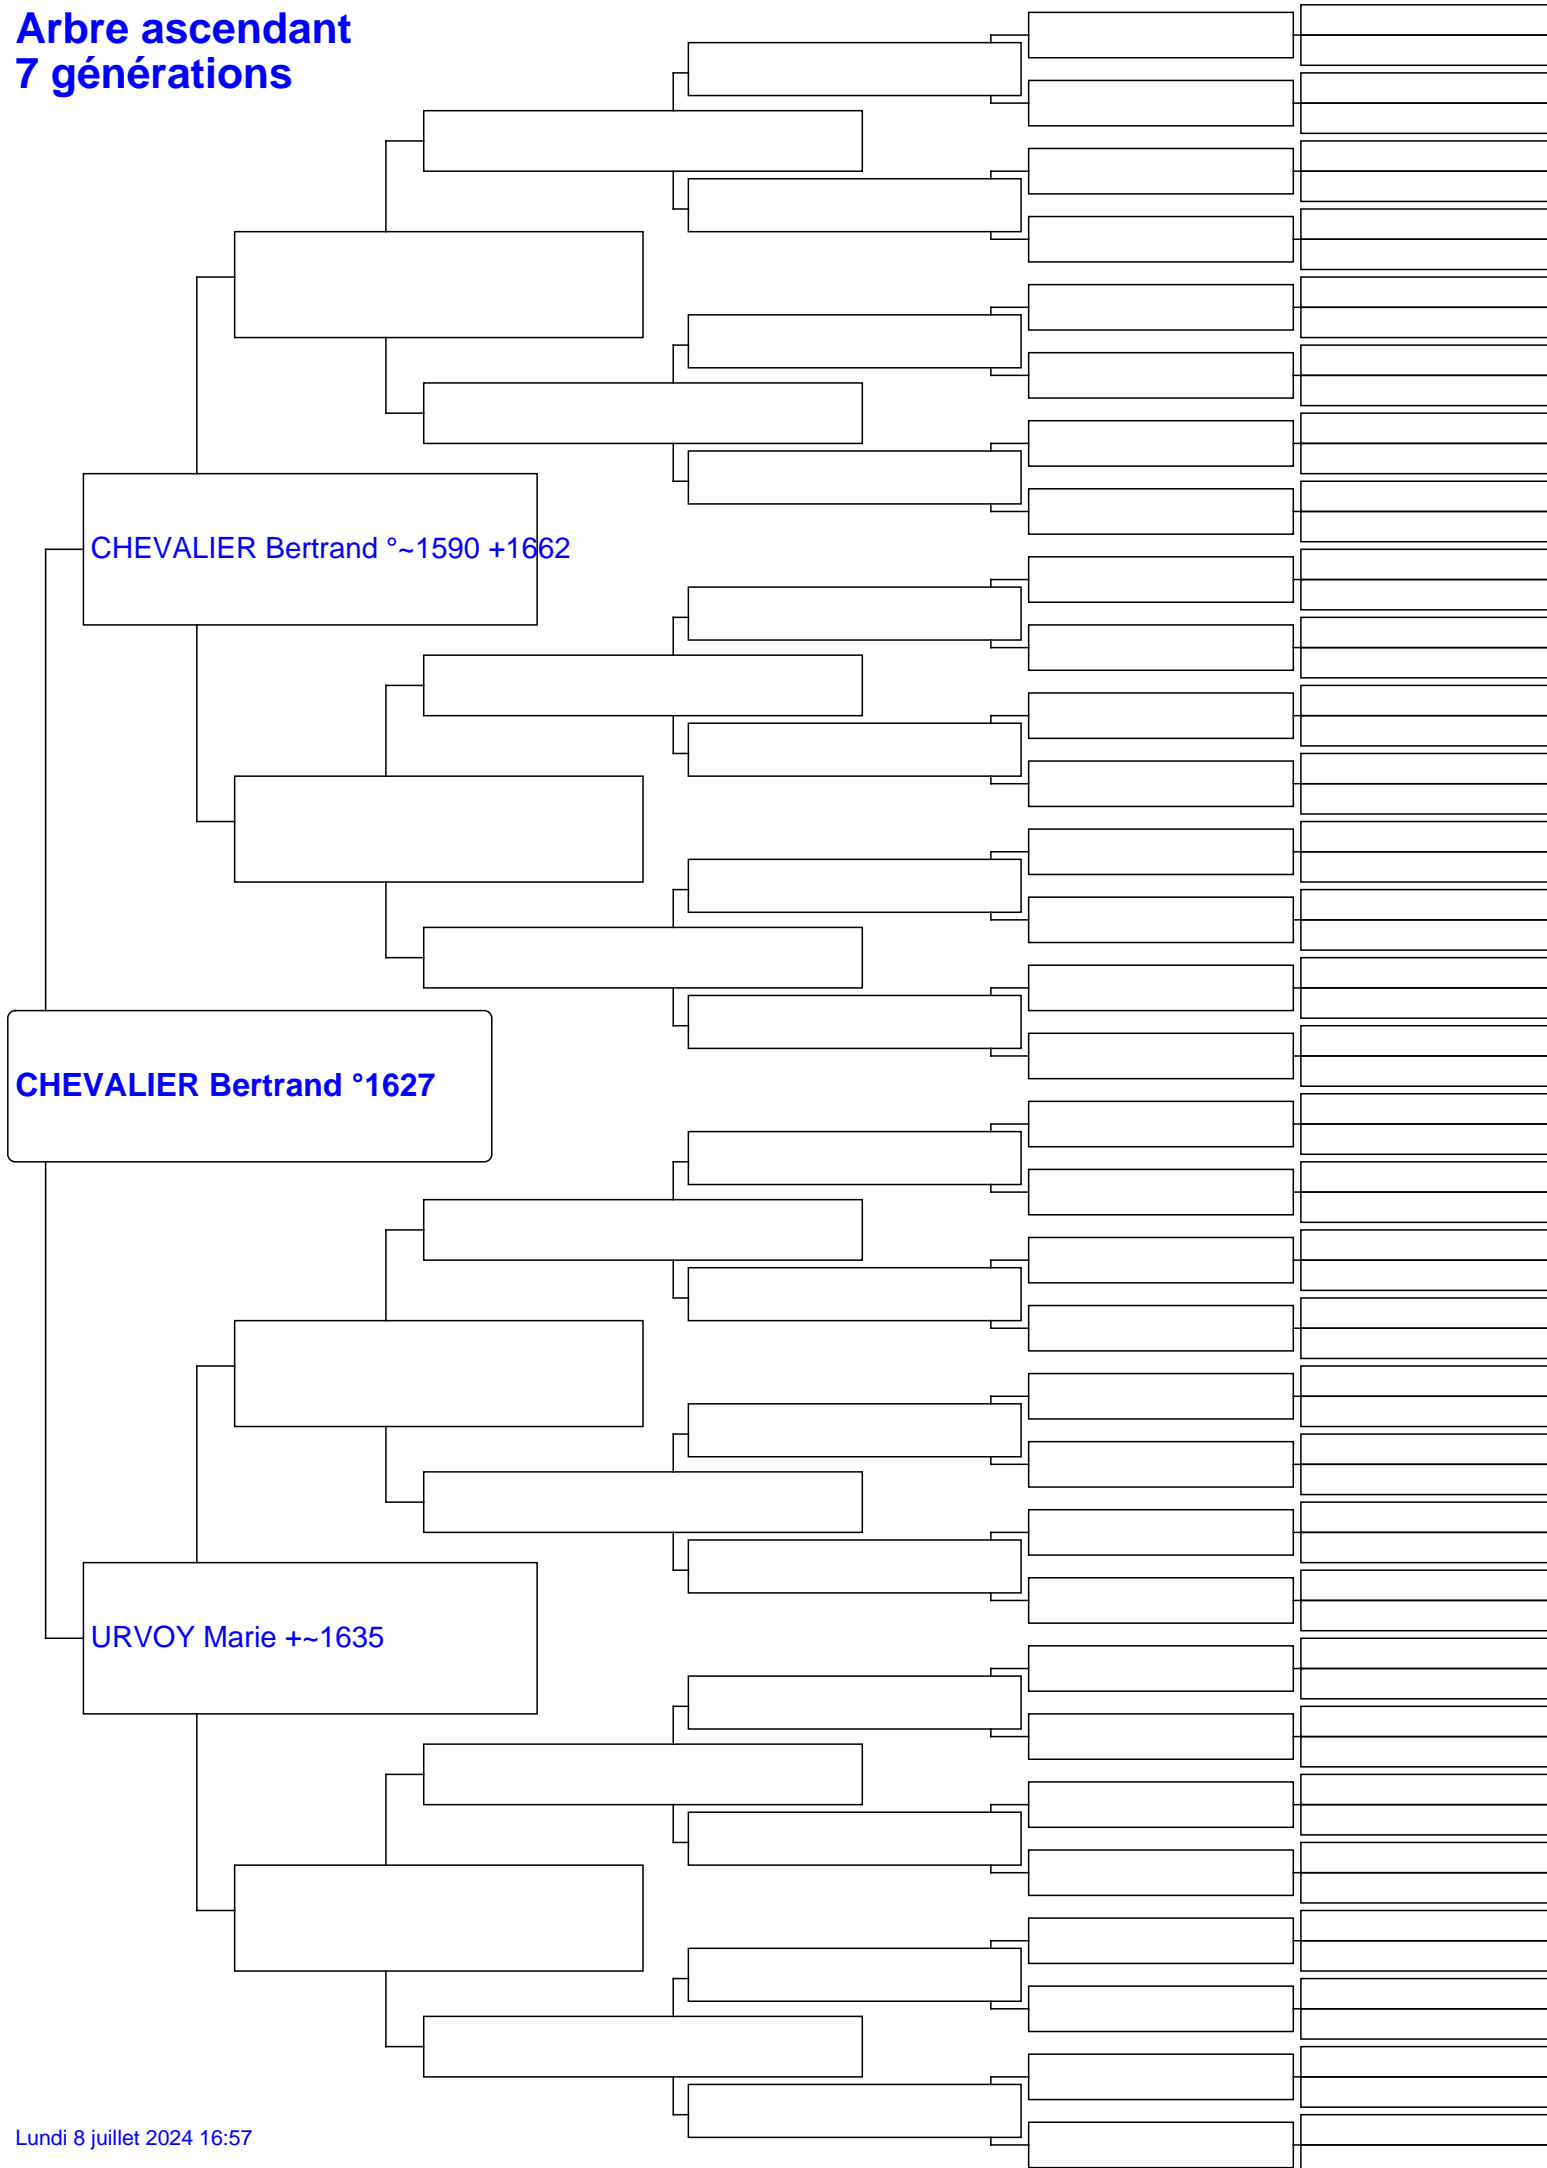 Arbre ascendant
7 générations
CHEVALIER Bertrand °~1590 +1662
CHEVALIER Bertrand °1627
URVOY Marie +~1635
Lundi 8 juillet 2024 16:57